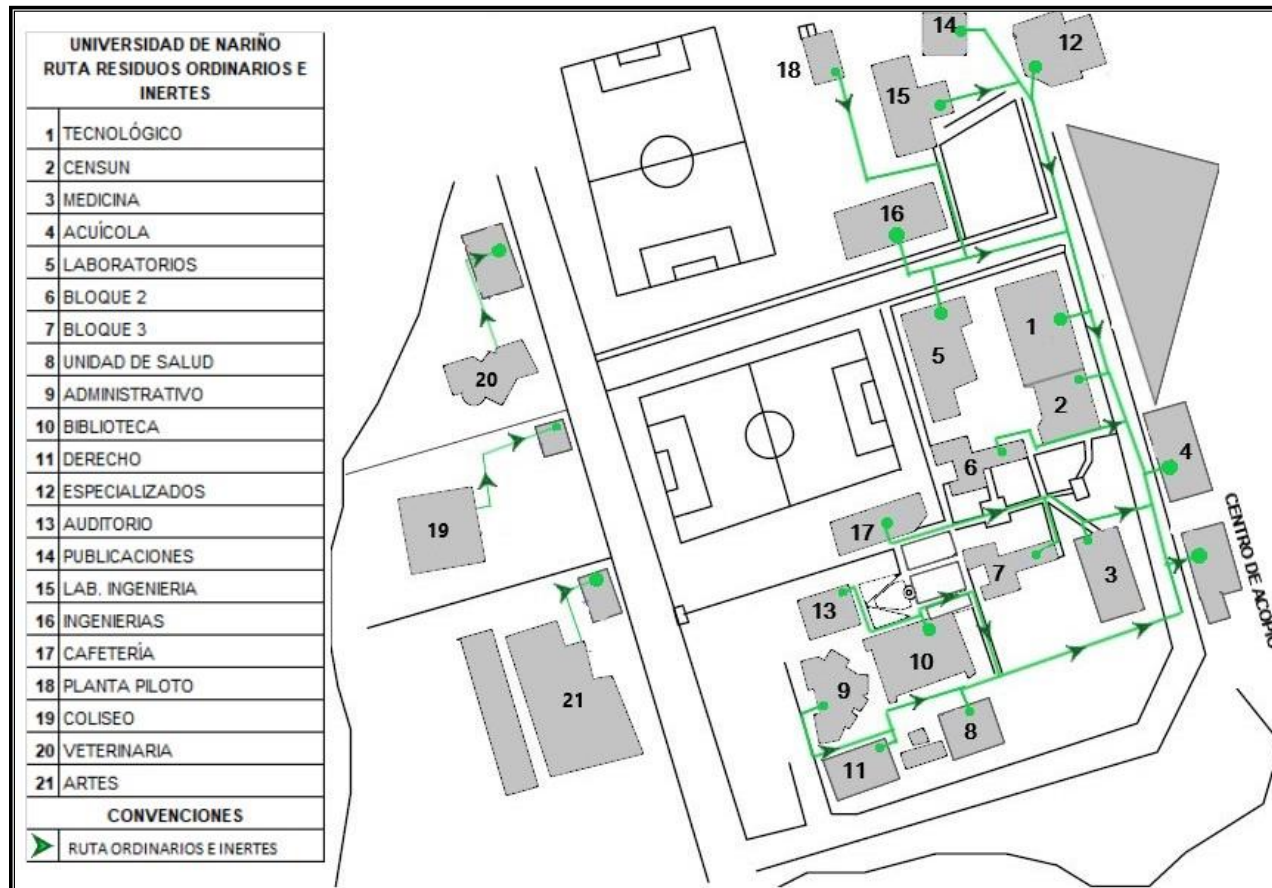 UNIVERSIDAD DE NARIÑO
RUTA RESIDUOS ORDINARIOS E
INERTES
1 TECNOLÓGICO
2 CENSUN
3 MEDICINA
4 ACUÍCOLA
5 LABORATORIOS
6 BLOQUE 2
7 BLOQUE 3
8 UNIDAD DE SALUD
9 ADMINISTRATIVO
10 BIBLIOTECA
11 DERECHO
12 ESPECIALIZADOS
13 AUDITORIO
14 PUBLICACIONES
15 LAB. INGENIERIA
16 INGENIERIAS
17 CAFETERÍA
18 PLANTA PILOTO
19 COLISEO
20 VETERINARIA
21 ARTES
CONVENCIONES
RUTA ORDINARIOS E INERTES
14
12
18
15
16
1
5
20
2
6
4
19
17
CENTRO DE ACOPIO
7
3
13
10
9
21
8
11